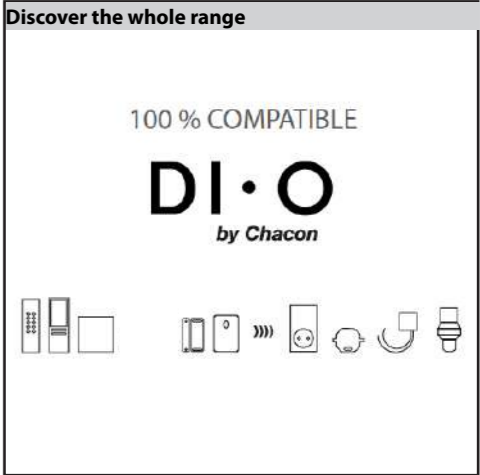 Discover the whole range
100 % COMPATIBLE
DI·O
by Chacon